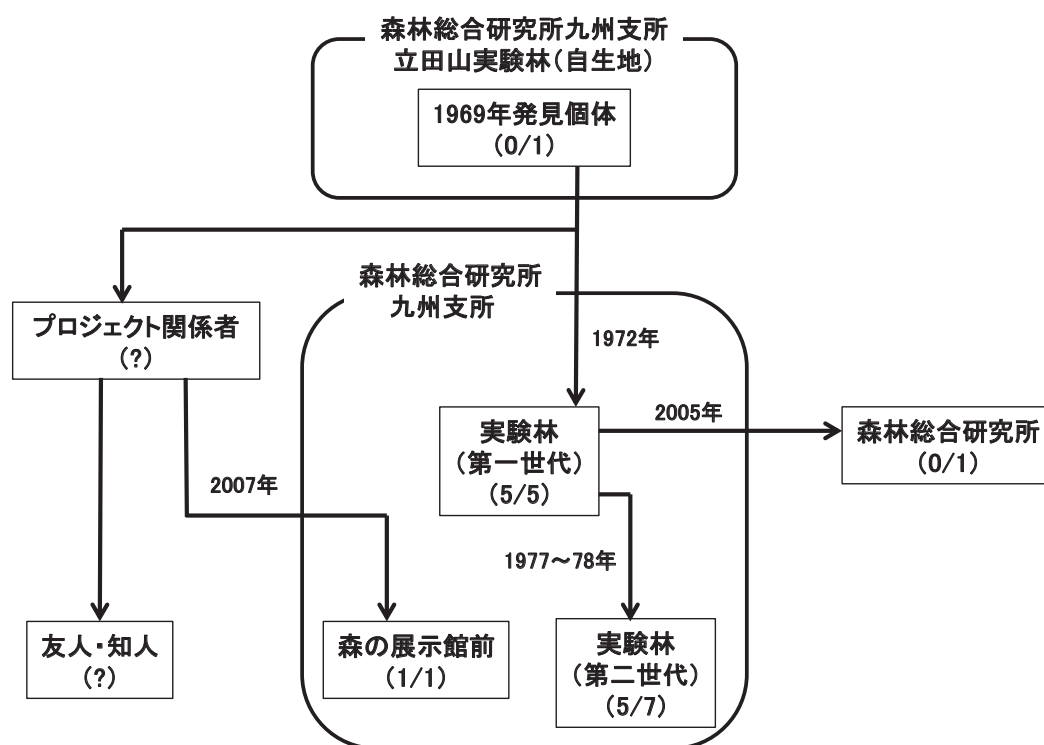 森林総合研究所九州支所
立田山実験林(自生地)
1969年発見個体
(0/1)
森林総合研究所
九州支所
プロジェクト関係者
(?)
1972年
2005年
実験林
(第一世代)
(5/5)
森林総合研究所
(0/1)
2007年
1977~78年
友人・知人
(?)
森の展示館前
(1/1)
実験林
(第二世代)
(5/7)